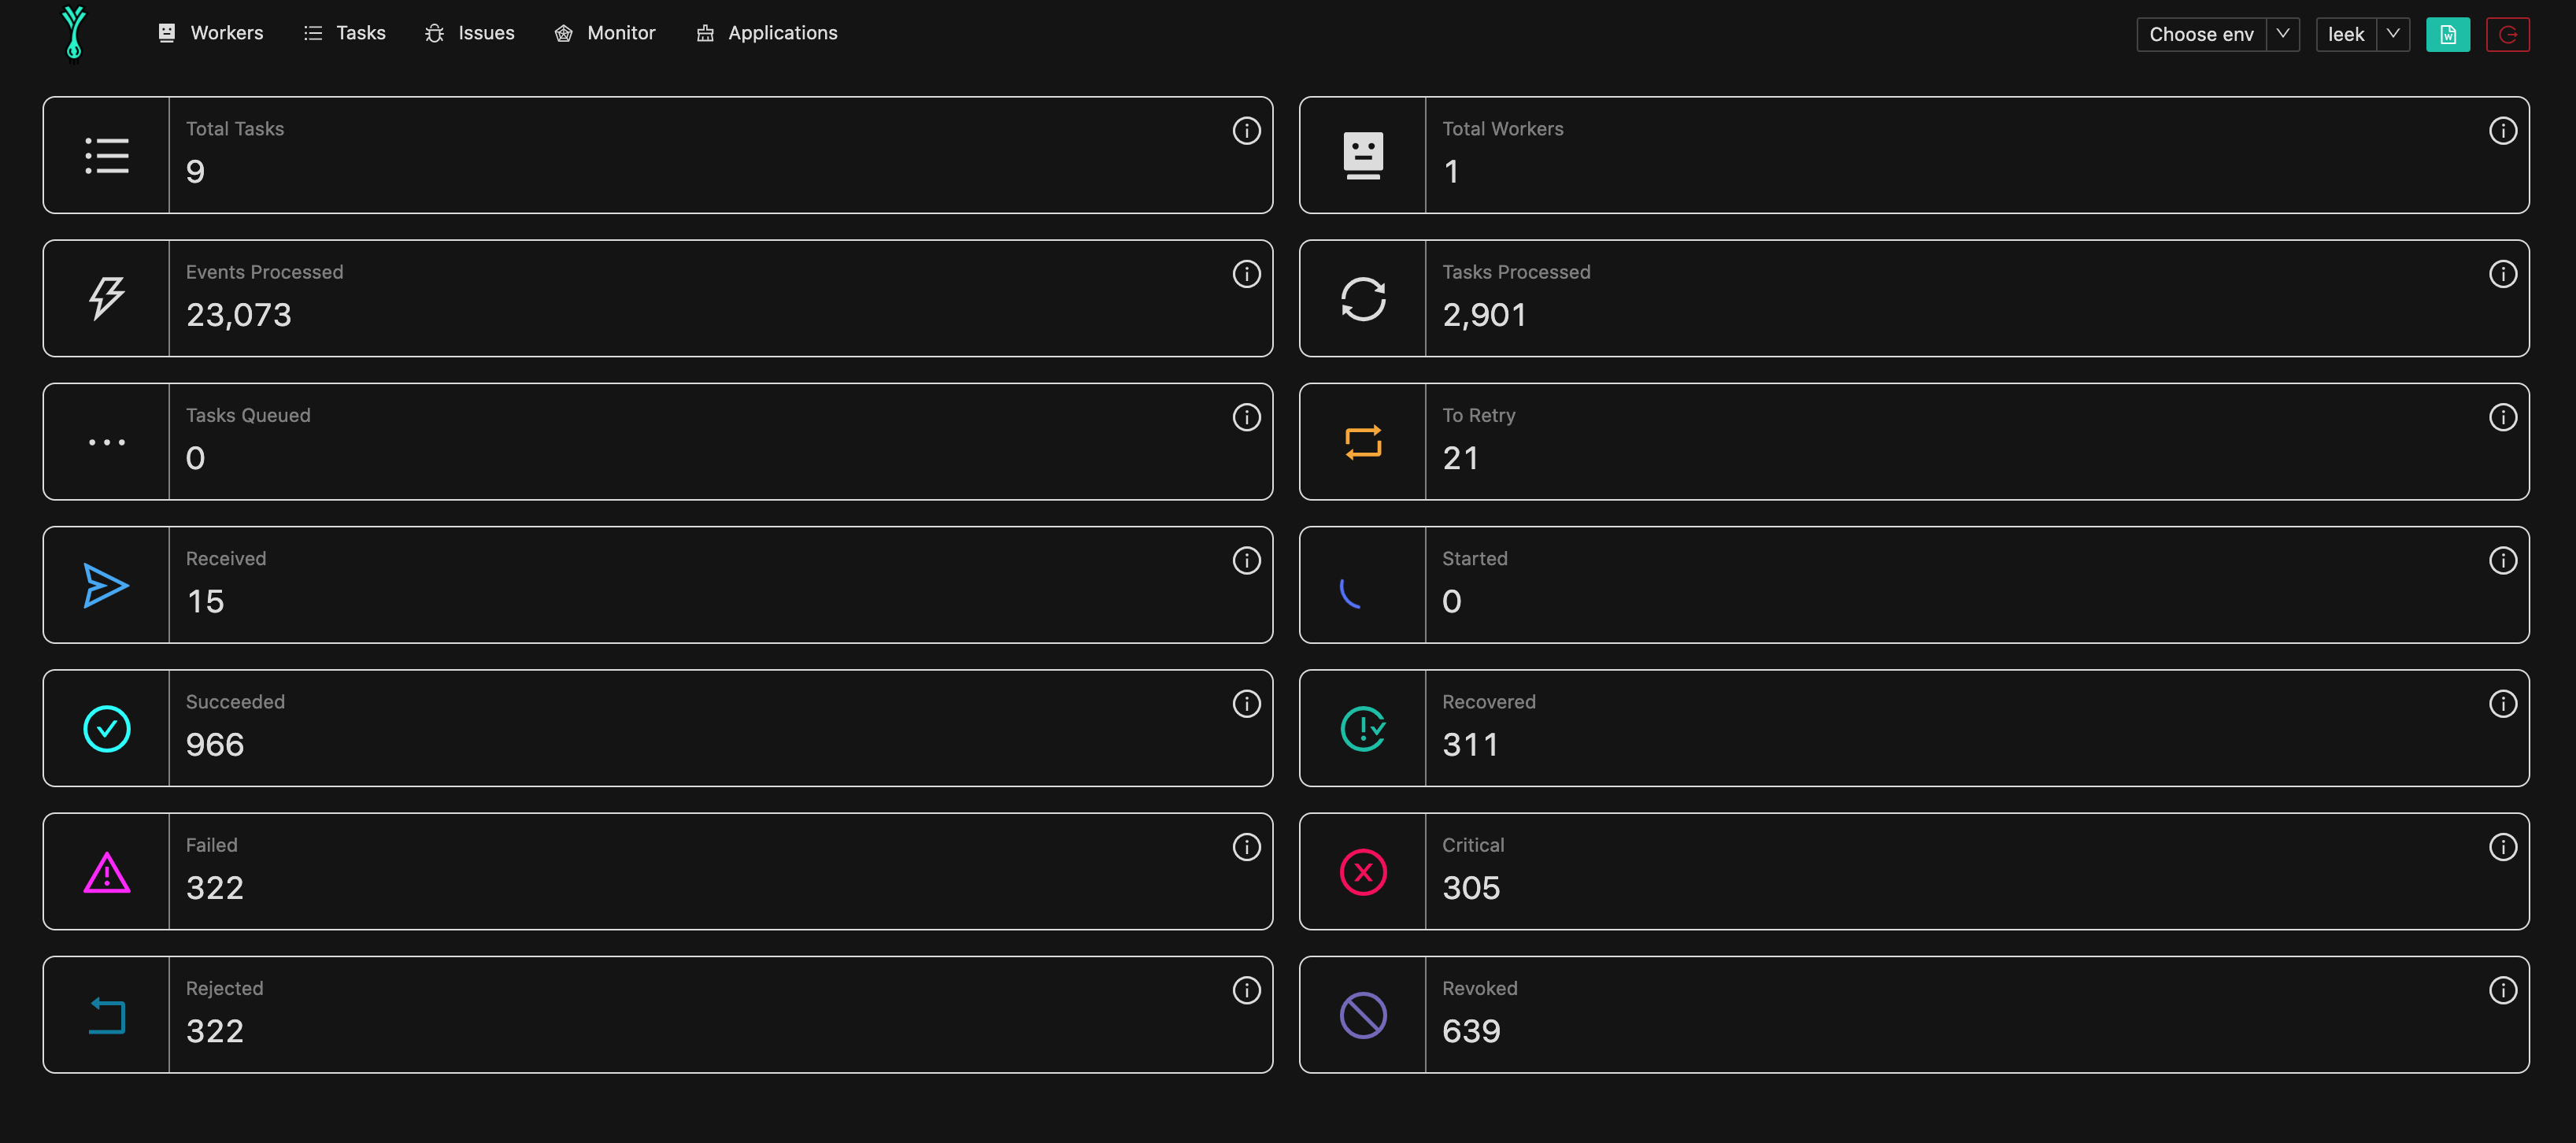 Workers Tasks Issues Monitor Applications Choose env leek
Total Tasks
9
Total Workers
1
Events Processed
23,073
Tasks Processed
2,901
Tasks Queued
0
To Retry
21
Received
15
Started
0
Succeeded
966
Recovered
311
Failed
322
Critical
305
Rejected
322
Revoked
639